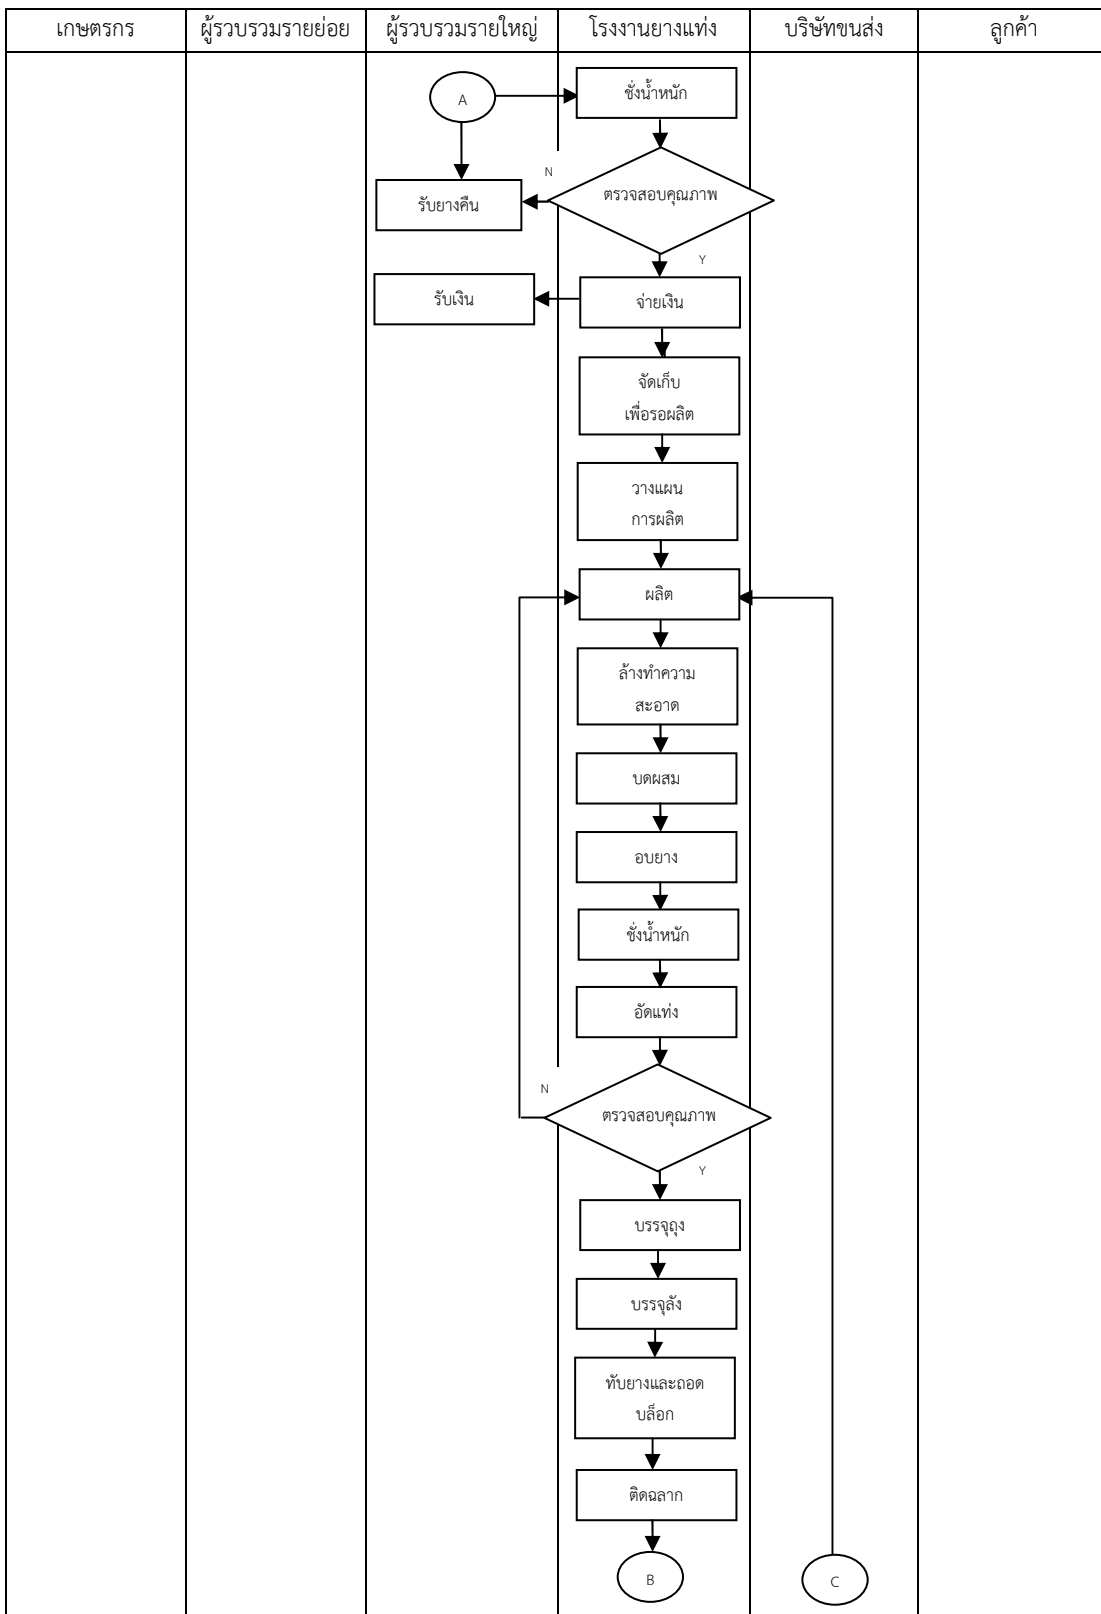 เกษตรกร
ผู้รวบรวมรายย่อย
ผู้รวบรวมรายใหญ่
โรงงานยางแท่ง
บริษัทขนส่ง
ลูกค้า
A
ชั่งน้ำหนัก
N
ตรวจสอบคุณภาพ
รับยางคืน
Y
รับเงิน
จ่ายเงิน
จัดเก็บ
เพื่อรอผลิต
วางแผน
การผลิต
ผลิต
ล้างทำความ
สะอาด
บดผสม
อบยาง
ชั่งน้ำหนัก
อัดแท่ง
N
ตรวจสอบคุณภาพ
Y
บรรจุถุง
บรรจุลัง
ทับยางและถอด
บล็อก
ติดฉลาก
B
C